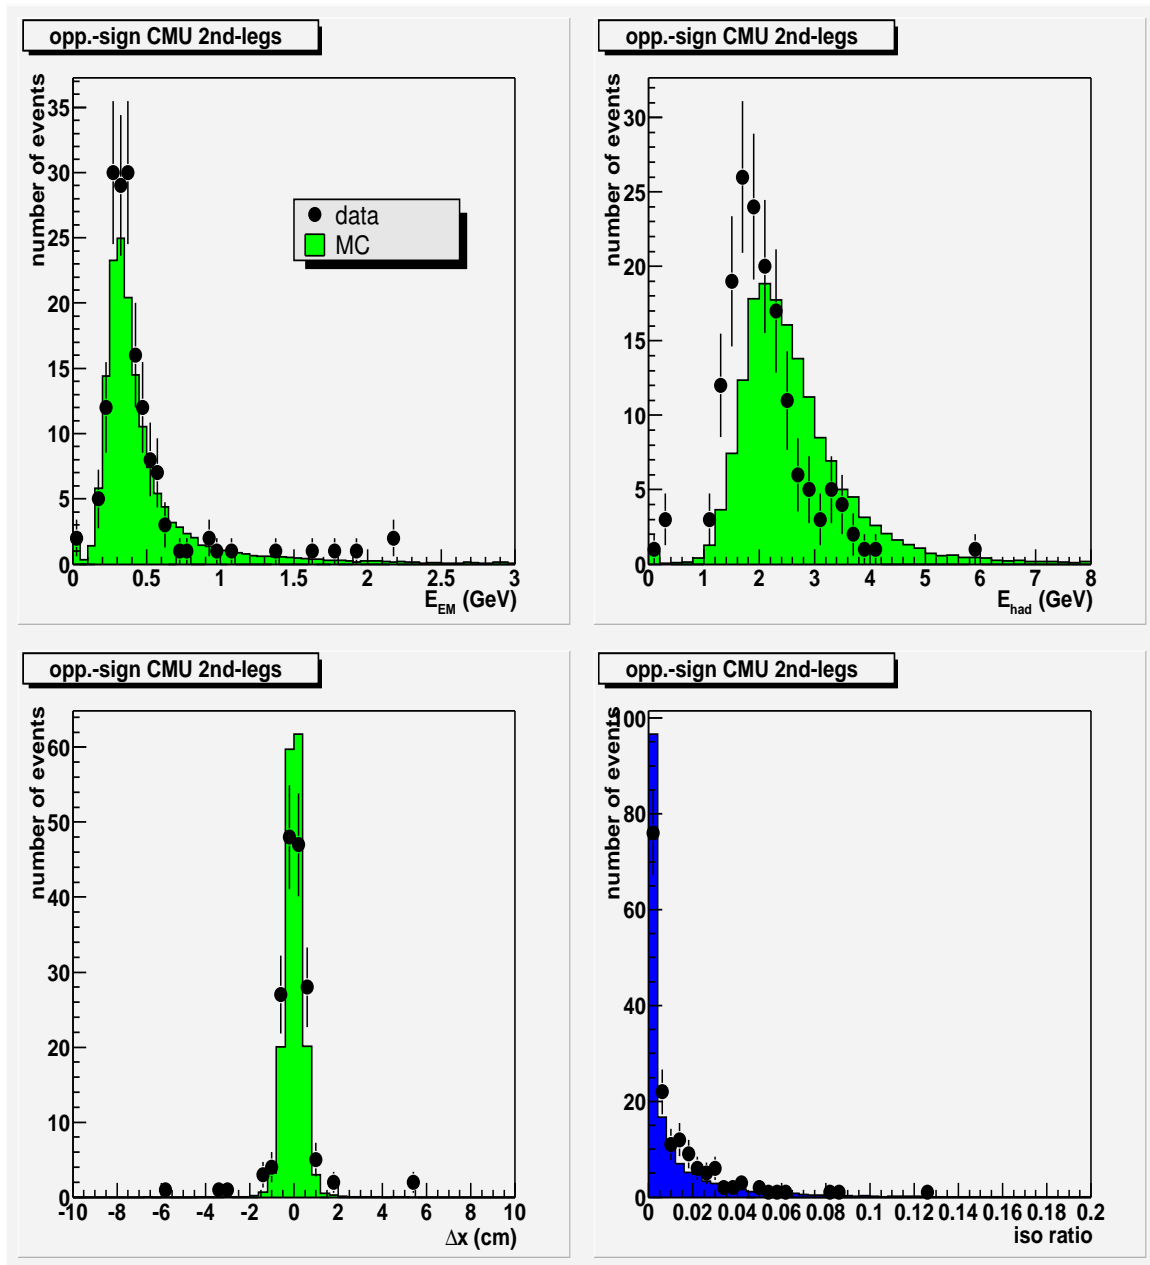 opp.-sign CMU 2nd-legs
number of events
35
30
25
20
15
10
5
0
data
MC
0 0.5 1 1.5 2 2.5 3
E_EM (GeV)
opp.-sign CMU 2nd-legs
number of events
30
25
20
15
10
5
0
0 1 2 3 4 5 6 7 8
E_had (GeV)
opp.-sign CMU 2nd-legs
number of events
60
50
40
30
20
10
0
-10 -8 -6 -4 -2 0 2 4 6 8 10
Δx (cm)
opp.-sign CMU 2nd-legs
number of events
100
80
60
40
20
0
0 0.02 0.04 0.06 0.08 0.1 0.12 0.14 0.16 0.18 0.2
iso ratio